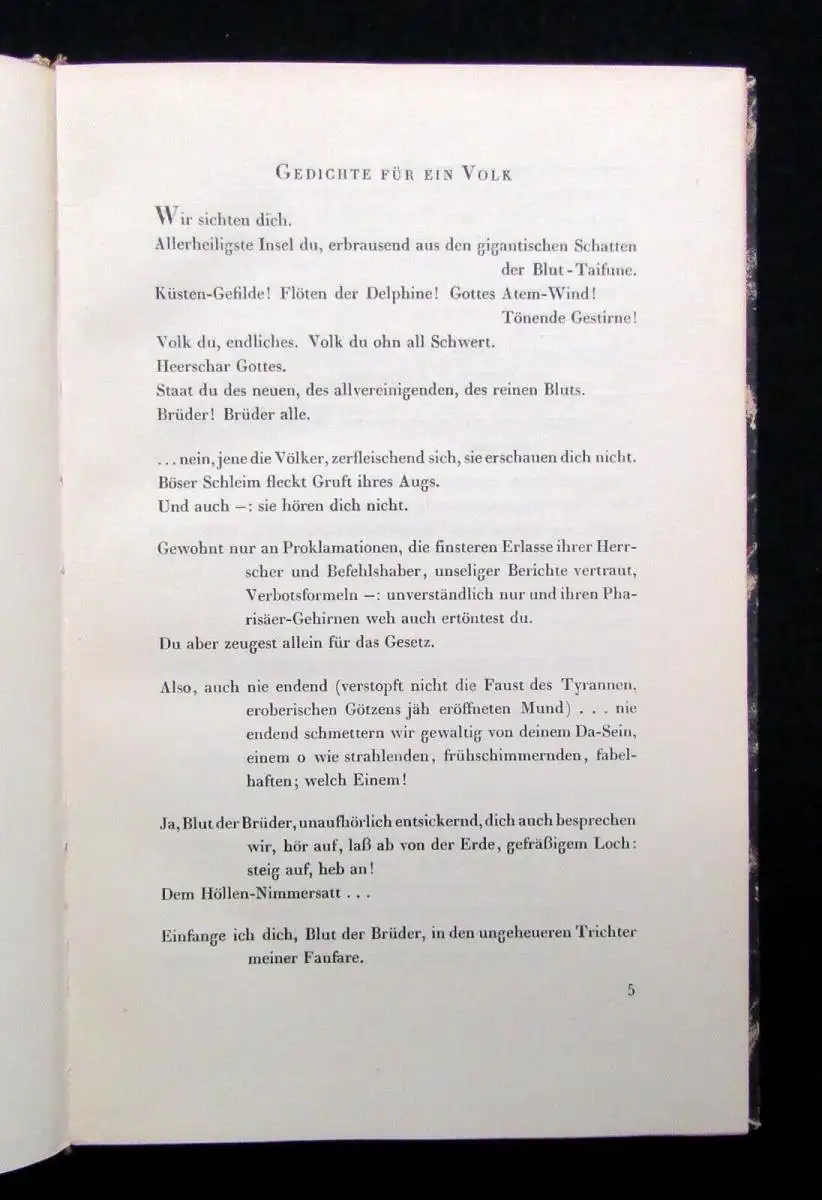 GEDICHTE FÜR EIN VOLK
Wir sichten dich.
Allerheiligste Insel du, erbrausend aus den gigantischen Schatten
der Blut-Taifune.
Küsten-Gefilde! Flöten der Delphine! Gottes Atem-Wind!
Tönende Gestirne!
Volk du, endliches. Volk du ohn all Schwert.
Heerschar Gottes.
Staat du des neuen, des allvereinigenden, des reinen Bluts.
Brüder! Brüder alle.
...nein, jene die Völker, zerfleischend sich, sie erschauen dich nicht.
Böser Schleim fleckt Gruft ihres Augs.
Und auch —: sie hören dich nicht.
Gewohnt nur an Proklamationen, die finsteren Erlasse ihrer Herr-
scher und Befehlshaber, unseliger Berichte vertraut,
Verbotsformeln —: unverständlich nur und ihren Pha-
risäer-Gehirnen weh auch ertöntest du.
Du aber zeugest allein für das Gesetz.
Also, auch nie endend (verstopft nicht die Faust des Tyrannen,
eroberischen Götzens jäh eröffneten Mund) . . . nie
endend schmettern wir gewaltig von deinem Da-Sein,
einem o wie strahlenden, frühschimmernden, fabel-
haften; welch Einem!
Ja, Blut der Brüder, unaufhörlich entsickernd, dich auch besprechen
wir, hör auf, laß ab von der Erde, gefräßigem Loch:
steig auf, heb an!
Dem Höllen-Nimmersatt . . .
Einfange ich dich, Blut der Brüder, in den ungeheueren Trichter
meiner Fanfare.
5